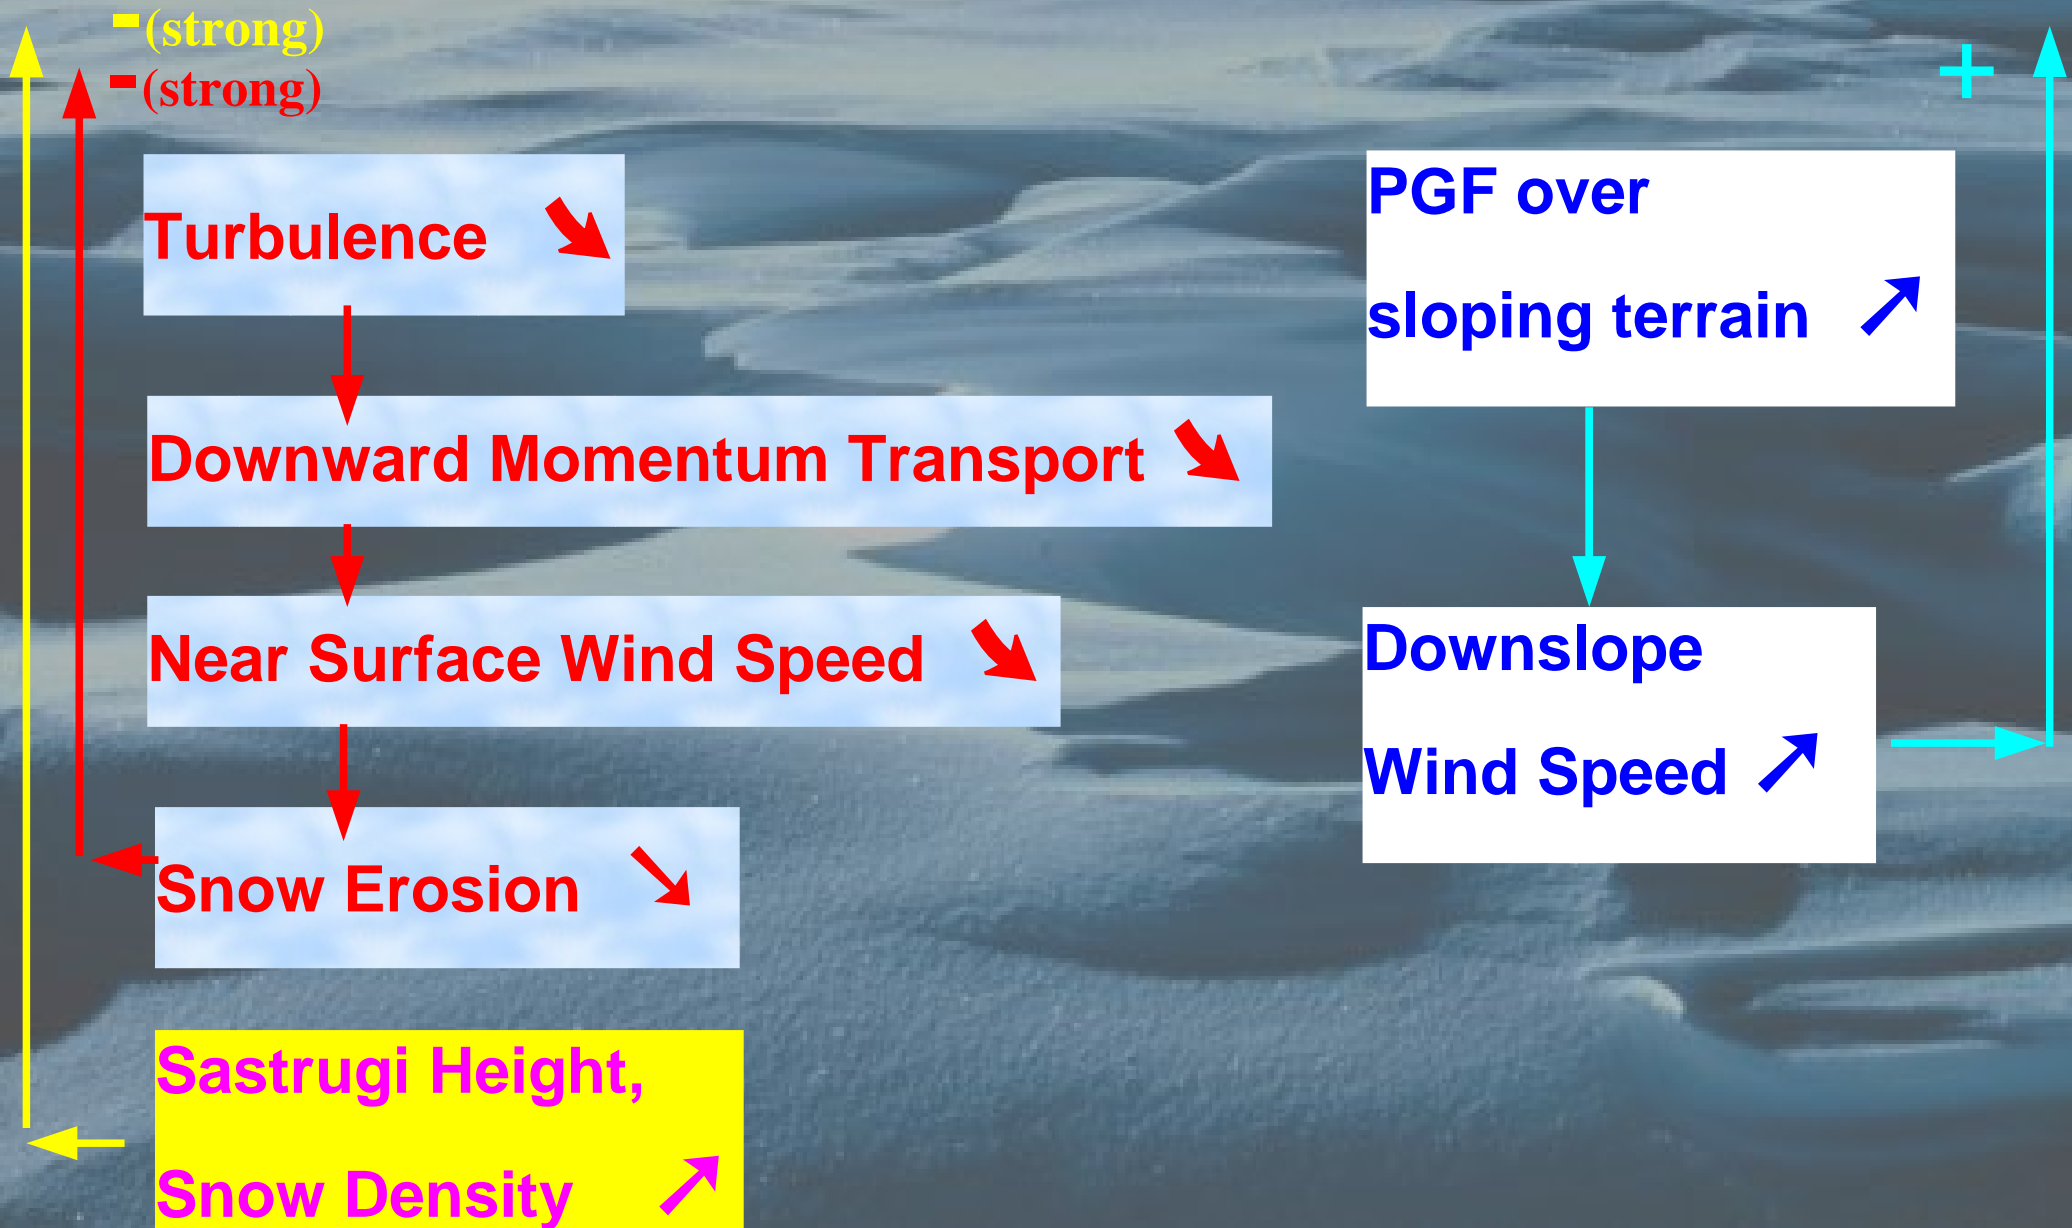 -(strong)
-(strong)
+
Turbulence ➘
Downward Momentum Transport ➘
Near Surface Wind Speed ➘
Snow Erosion ➘
Sastrugi Height,
Snow Density ➚
PGF over
sloping terrain ➚
Downslope
Wind Speed ➚